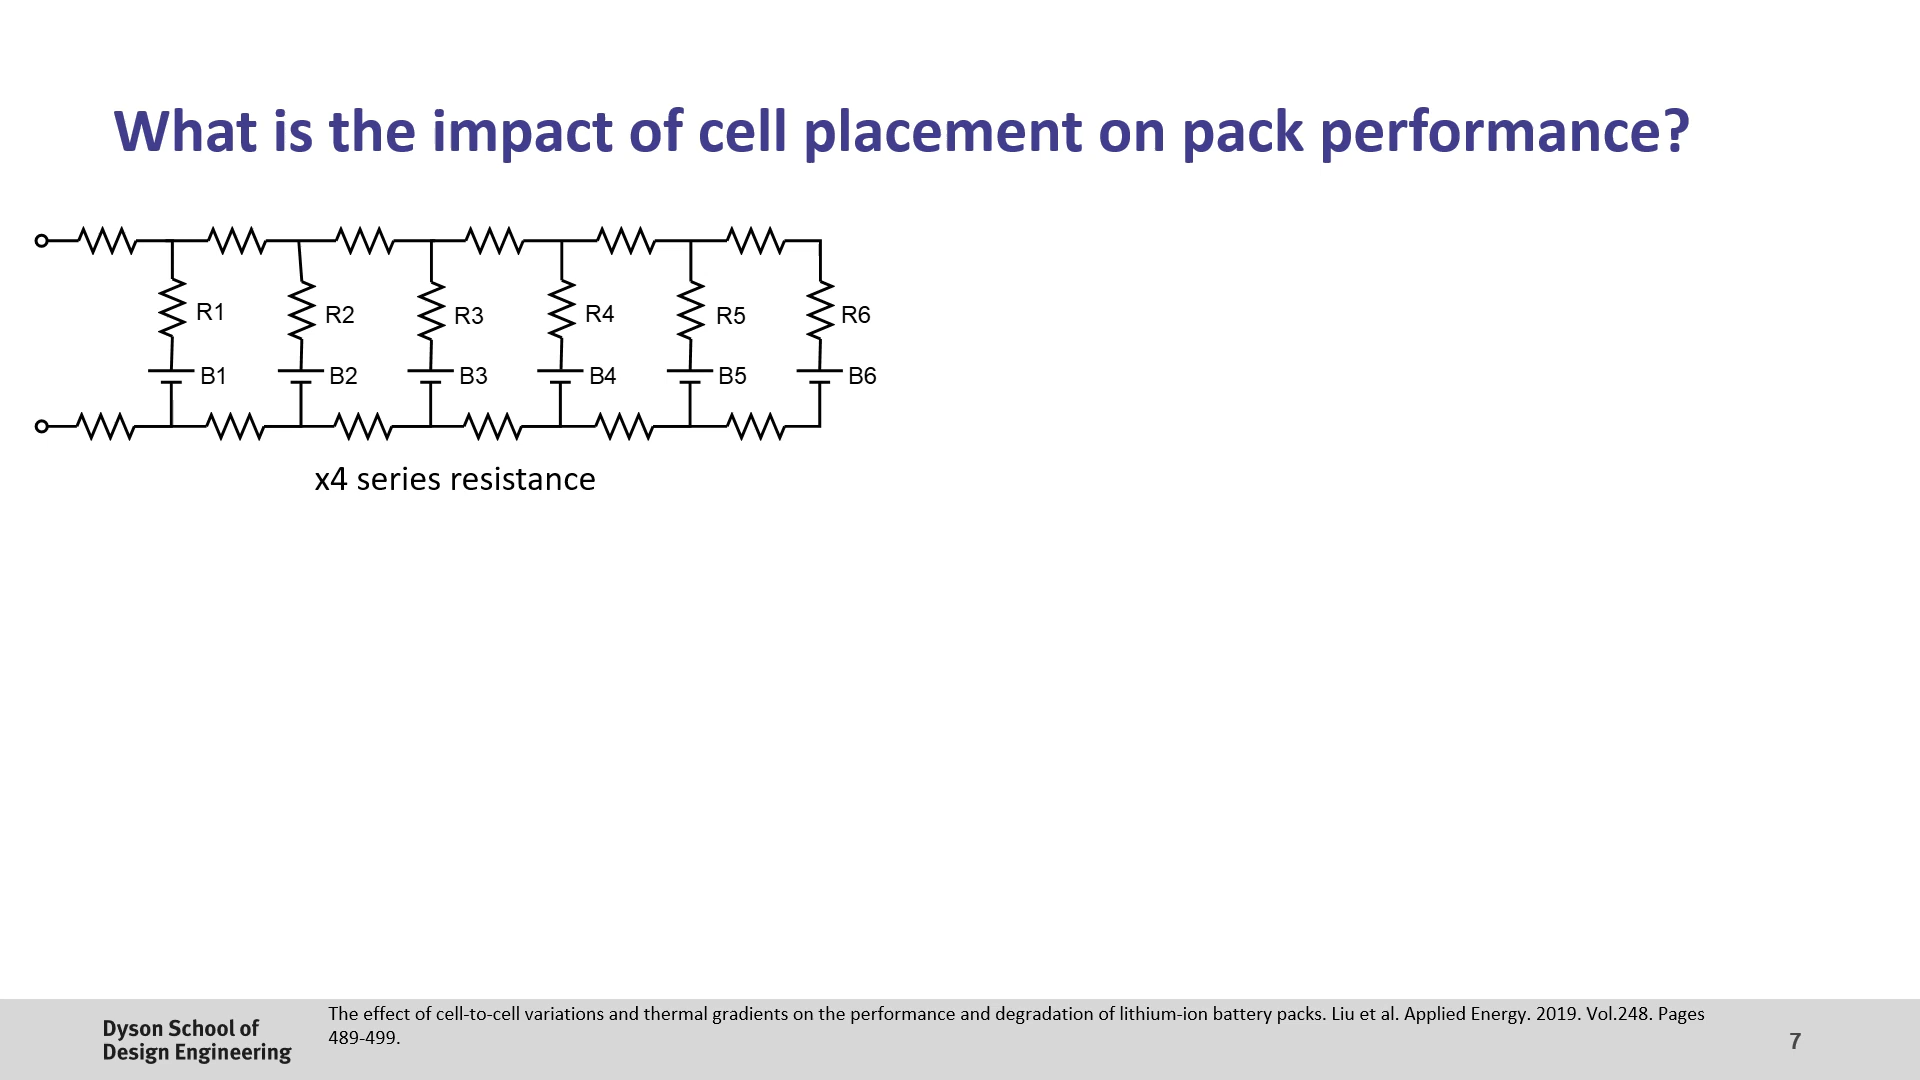 What is the impact of cell placement on pack performance?
R1
R2
R3
R4
R5
R6
B1
B2
B3
B4
B5
B6
x4 series resistance
Dyson School of
Design Engineering
The effect of cell-to-cell variations and thermal gradients on the performance and degradation of lithium-ion battery packs. Liu et al. Applied Energy. 2019. Vol.248. Pages
489-499.
7